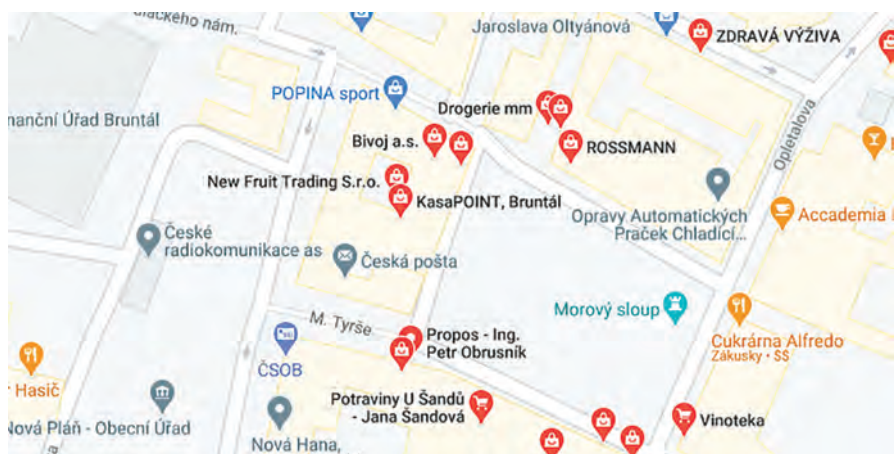 áckého nám.
Jaroslava Oltyánová
ZDRAVÁ VÝŽIVA
POPINA sport
Drogerie mm
nanční Úřad Bruntál
Bivoj a.s.
ROSSMANN
Opletalova
New Fruit Trading S.r.o.
KasaPOINT, Bruntál
Opravy Automatických
Praček Chladící...
Accademia
České
radiokomunikace as
Česká pošta
M. Tyrše
Morový sloup
Propos - Ing.
Petr Obrusník
Cukrárna Alfredo
Zákusky • $$
ČSOB
Hasič
Potraviny U Šandů
- Jana Šandová
Vinoteka
Nová Pláň - Obecní Úřad
Nová Hana,